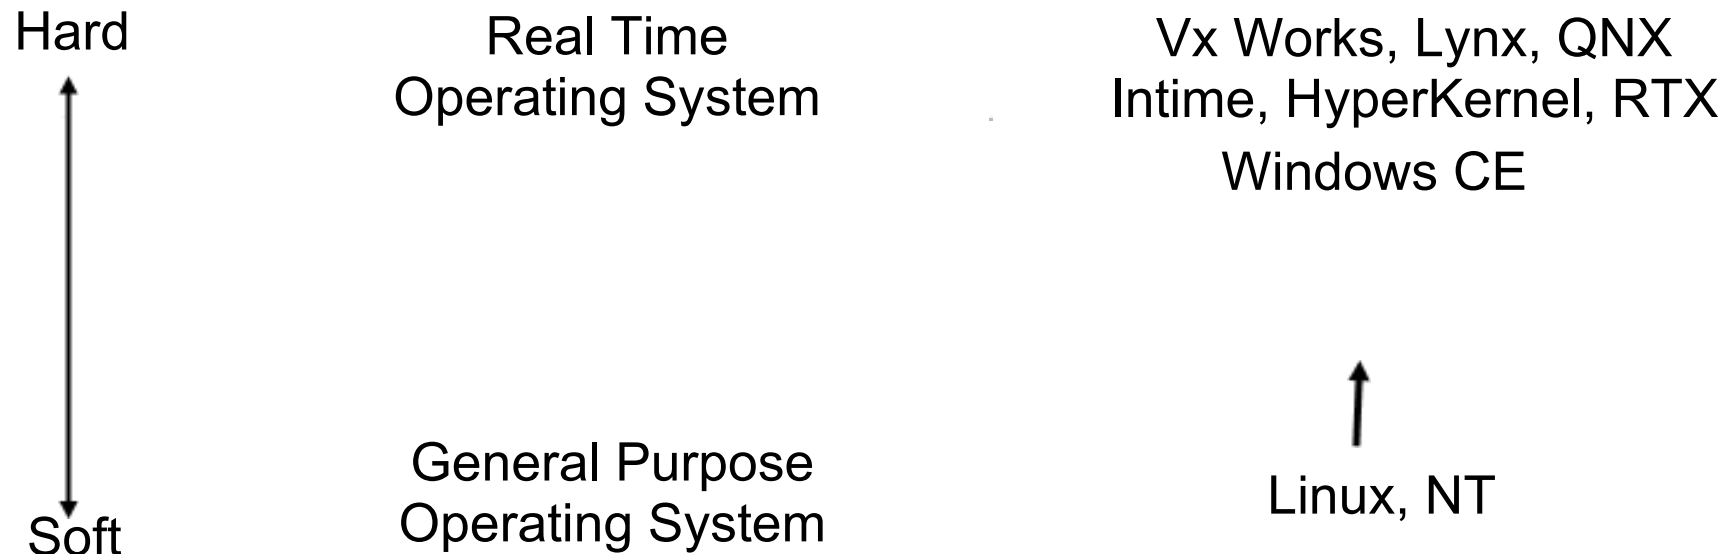 Hard
Real Time
Operating System
Vx Works, Lynx, QNX
Intime, HyperKernel, RTX
Windows CE
General Purpose
Operating System
Linux, NT
Soft